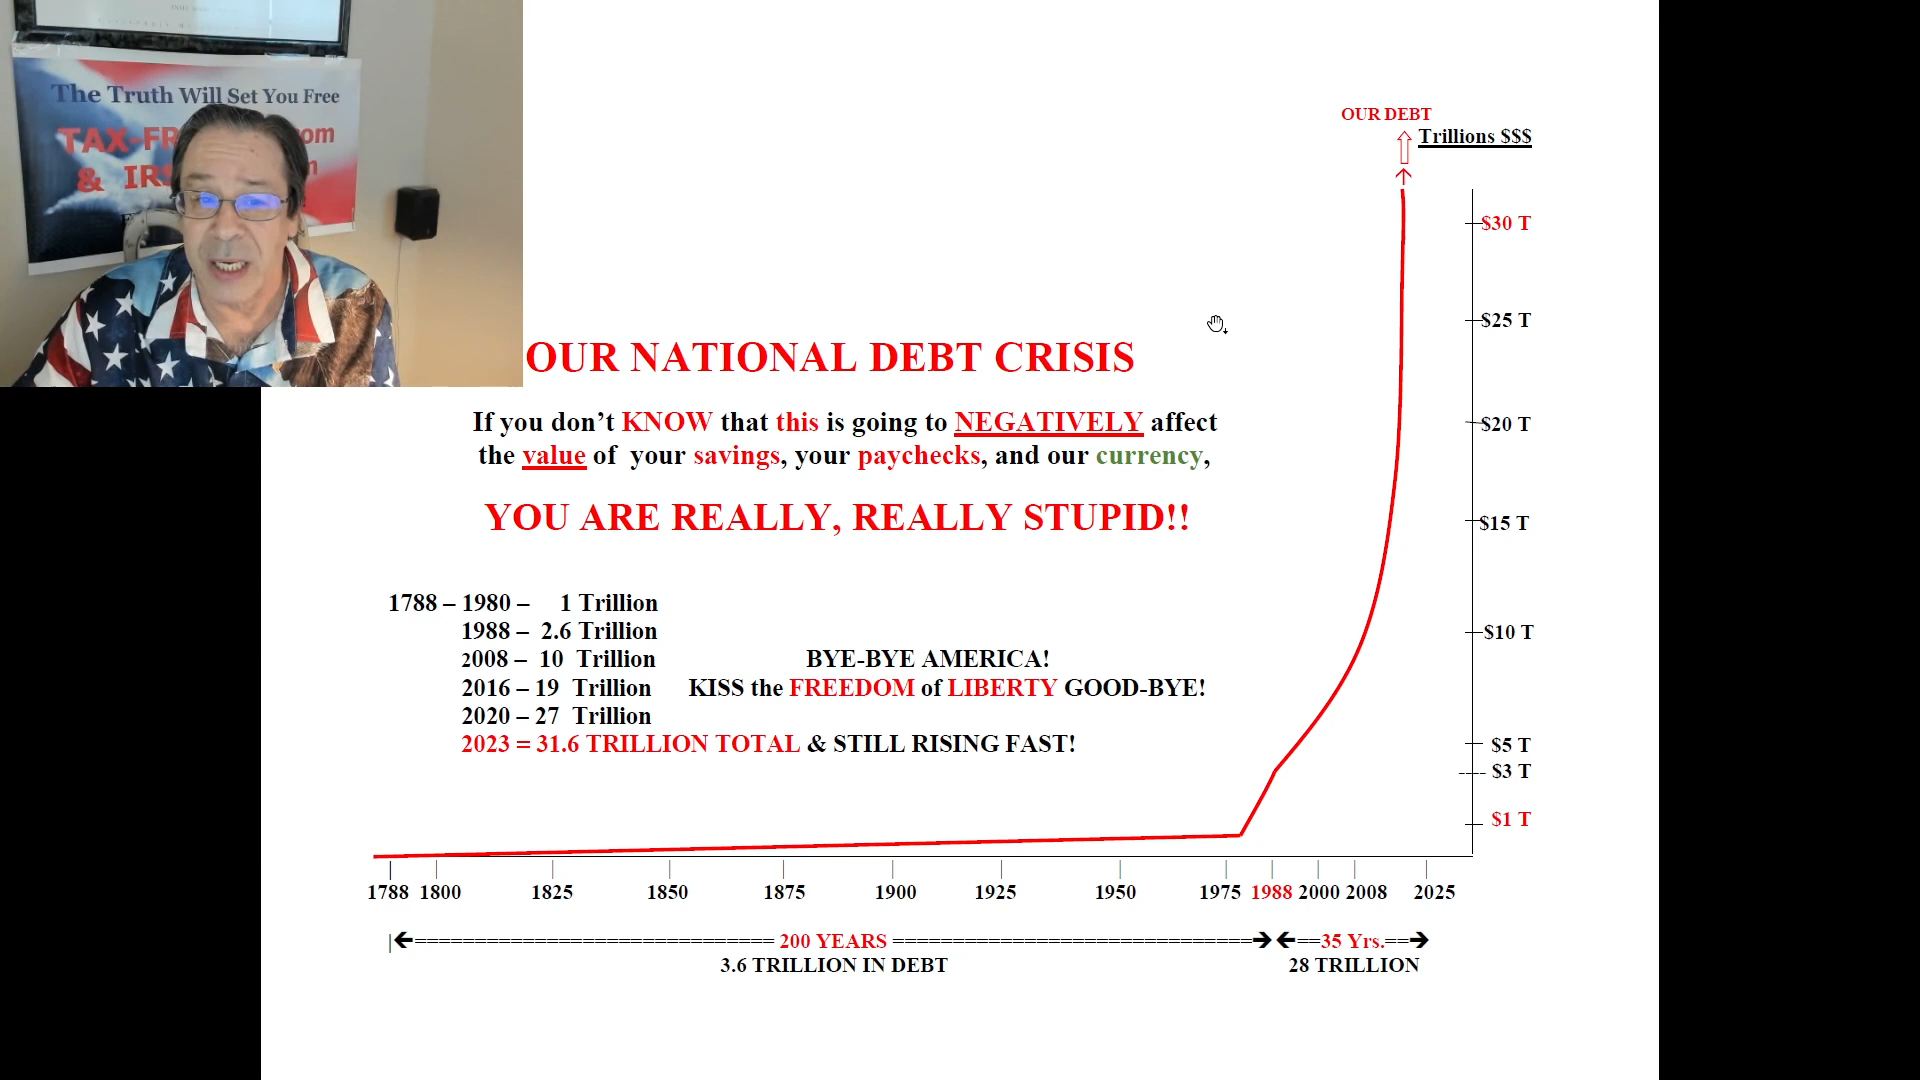 The Truth Will Set You Free
TAX-FR om
& IRS n
OUR DEBT
Trillions $$$
$30 T
$25 T
OUR NATIONAL DEBT CRISIS
If you don’t KNOW that this is going to NEGATIVELY affect
the value of your savings, your paychecks, and our currency,
$20 T
YOU ARE REALLY, REALLY STUPID!!
$15 T
1788 – 1980 – 1 Trillion
1988 – 2.6 Trillion
$10 T
2008 – 10 Trillion BYE-BYE AMERICA!
2016 – 19 Trillion KISS the FREEDOM of LIBERTY GOOD-BYE!
2020 – 27 Trillion
2023 = 31.6 TRILLION TOTAL & STILL RISING FAST!
$5 T
$3 T
$1 T
1788 1800 1825 1850 1875 1900 1925 1950 1975 1988 2000 2008 2025
200 YEARS 35 Yrs.
3.6 TRILLION IN DEBT 28 TRILLION